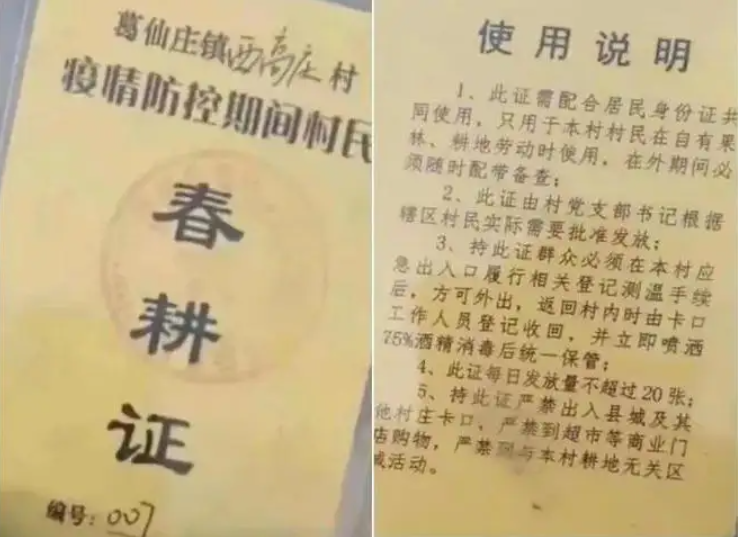 葛仙庄镇西高庄村
疫情防控期间村民
春
耕
证
编号：007
使用说明
1、此证需配合居民身份证共
同使用，只用于本村村民在自有果
林、耕地劳动时使用，在外期间必
须随时配带备查；
2、此证由村党支部书记根据
辖区村民实际需要批准发放；
3、持此证群众必须在本村应
急出入口履行相关登记测温手续
后，方可外出，返回村内时由卡口
工作人员登记收回，并立即喷洒
75%酒精消毒后统一保管；
4、此证每日发放量不超过20张；
5、持此证严禁出入县城及其
他村庄卡口、严禁到超市等商业门
店购物，严禁到与本村耕地无关区
域活动。